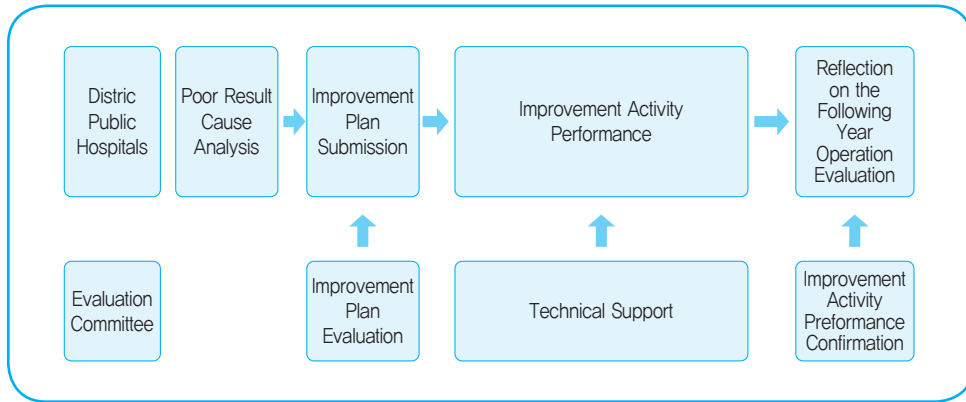 Distric
Public
Hospitals
Poor Result
Cause
Analysis
Improvement
Plan
Submission
Improvement Activity
Performance
Reflection
on the
Following
Year
Operation
Evaluation
Evaluation
Committee
Improvement
Plan
Evaluation
Technical Support
Improvement
Activity
Preformance
Confirmation